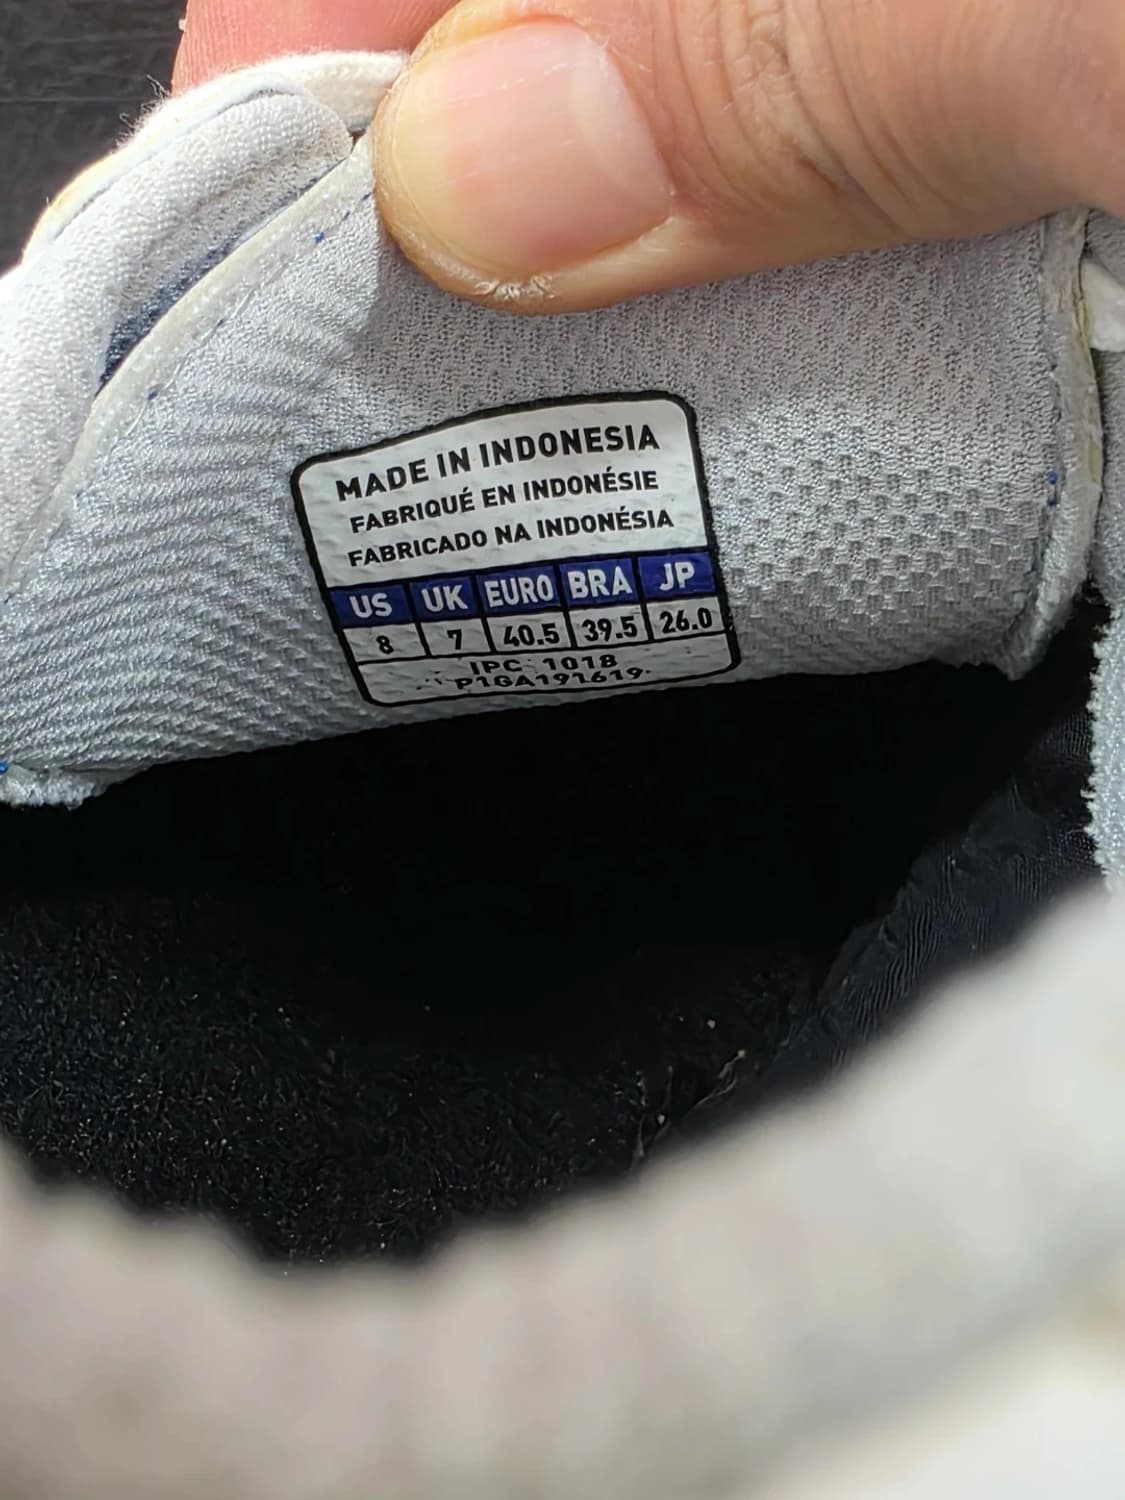 MADE IN INDONESIA
FABRIQUÉ EN INDONÉSIE
FABRICADO NA INDONÉSIA
US UK EURO BRA JP
8 7 40.5 39.5 26.0
IPC: 1018
P1GA191619